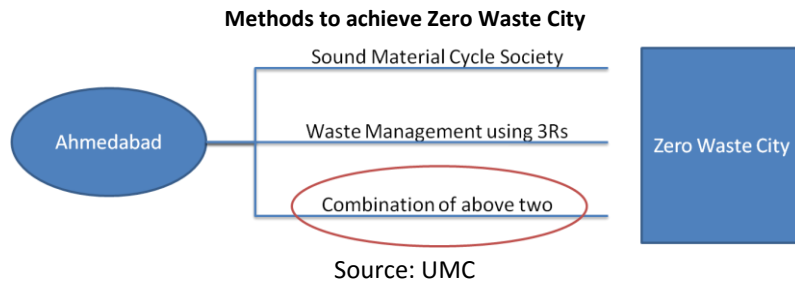 Methods to achieve Zero Waste City
Sound Material Cycle Society
Ahmedabad
Waste Management using 3Rs
Zero Waste City
Combination of above two
Source: UMC